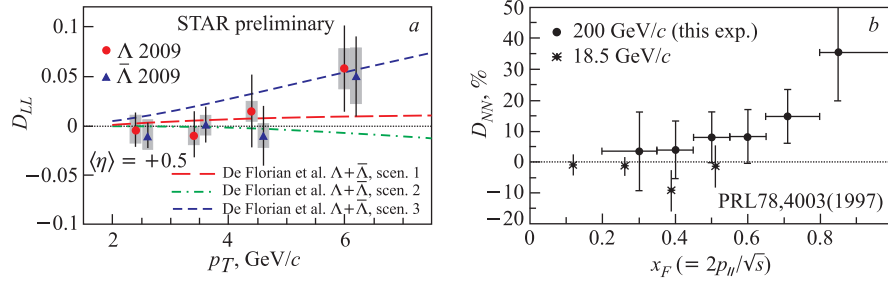 STAR preliminary
a
Λ 2009
Λ̄ 2009
D_LL
0.1
0.05
0
−0.05
−0.1
⟨η⟩ = +0.5
De Florian et al. Λ+Λ̄, scen. 1
De Florian et al. Λ+Λ̄, scen. 2
De Florian et al. Λ+Λ̄, scen. 3
2
4
6
p_T, GeV/c
b
200 GeV/c (this exp.)
18.5 GeV/c
D_NN, %
50
40
30
20
10
0
−10
−20
PRL78,4003(1997)
0
0.2
0.4
0.6
0.8
x_F (= 2p_//∕√s)